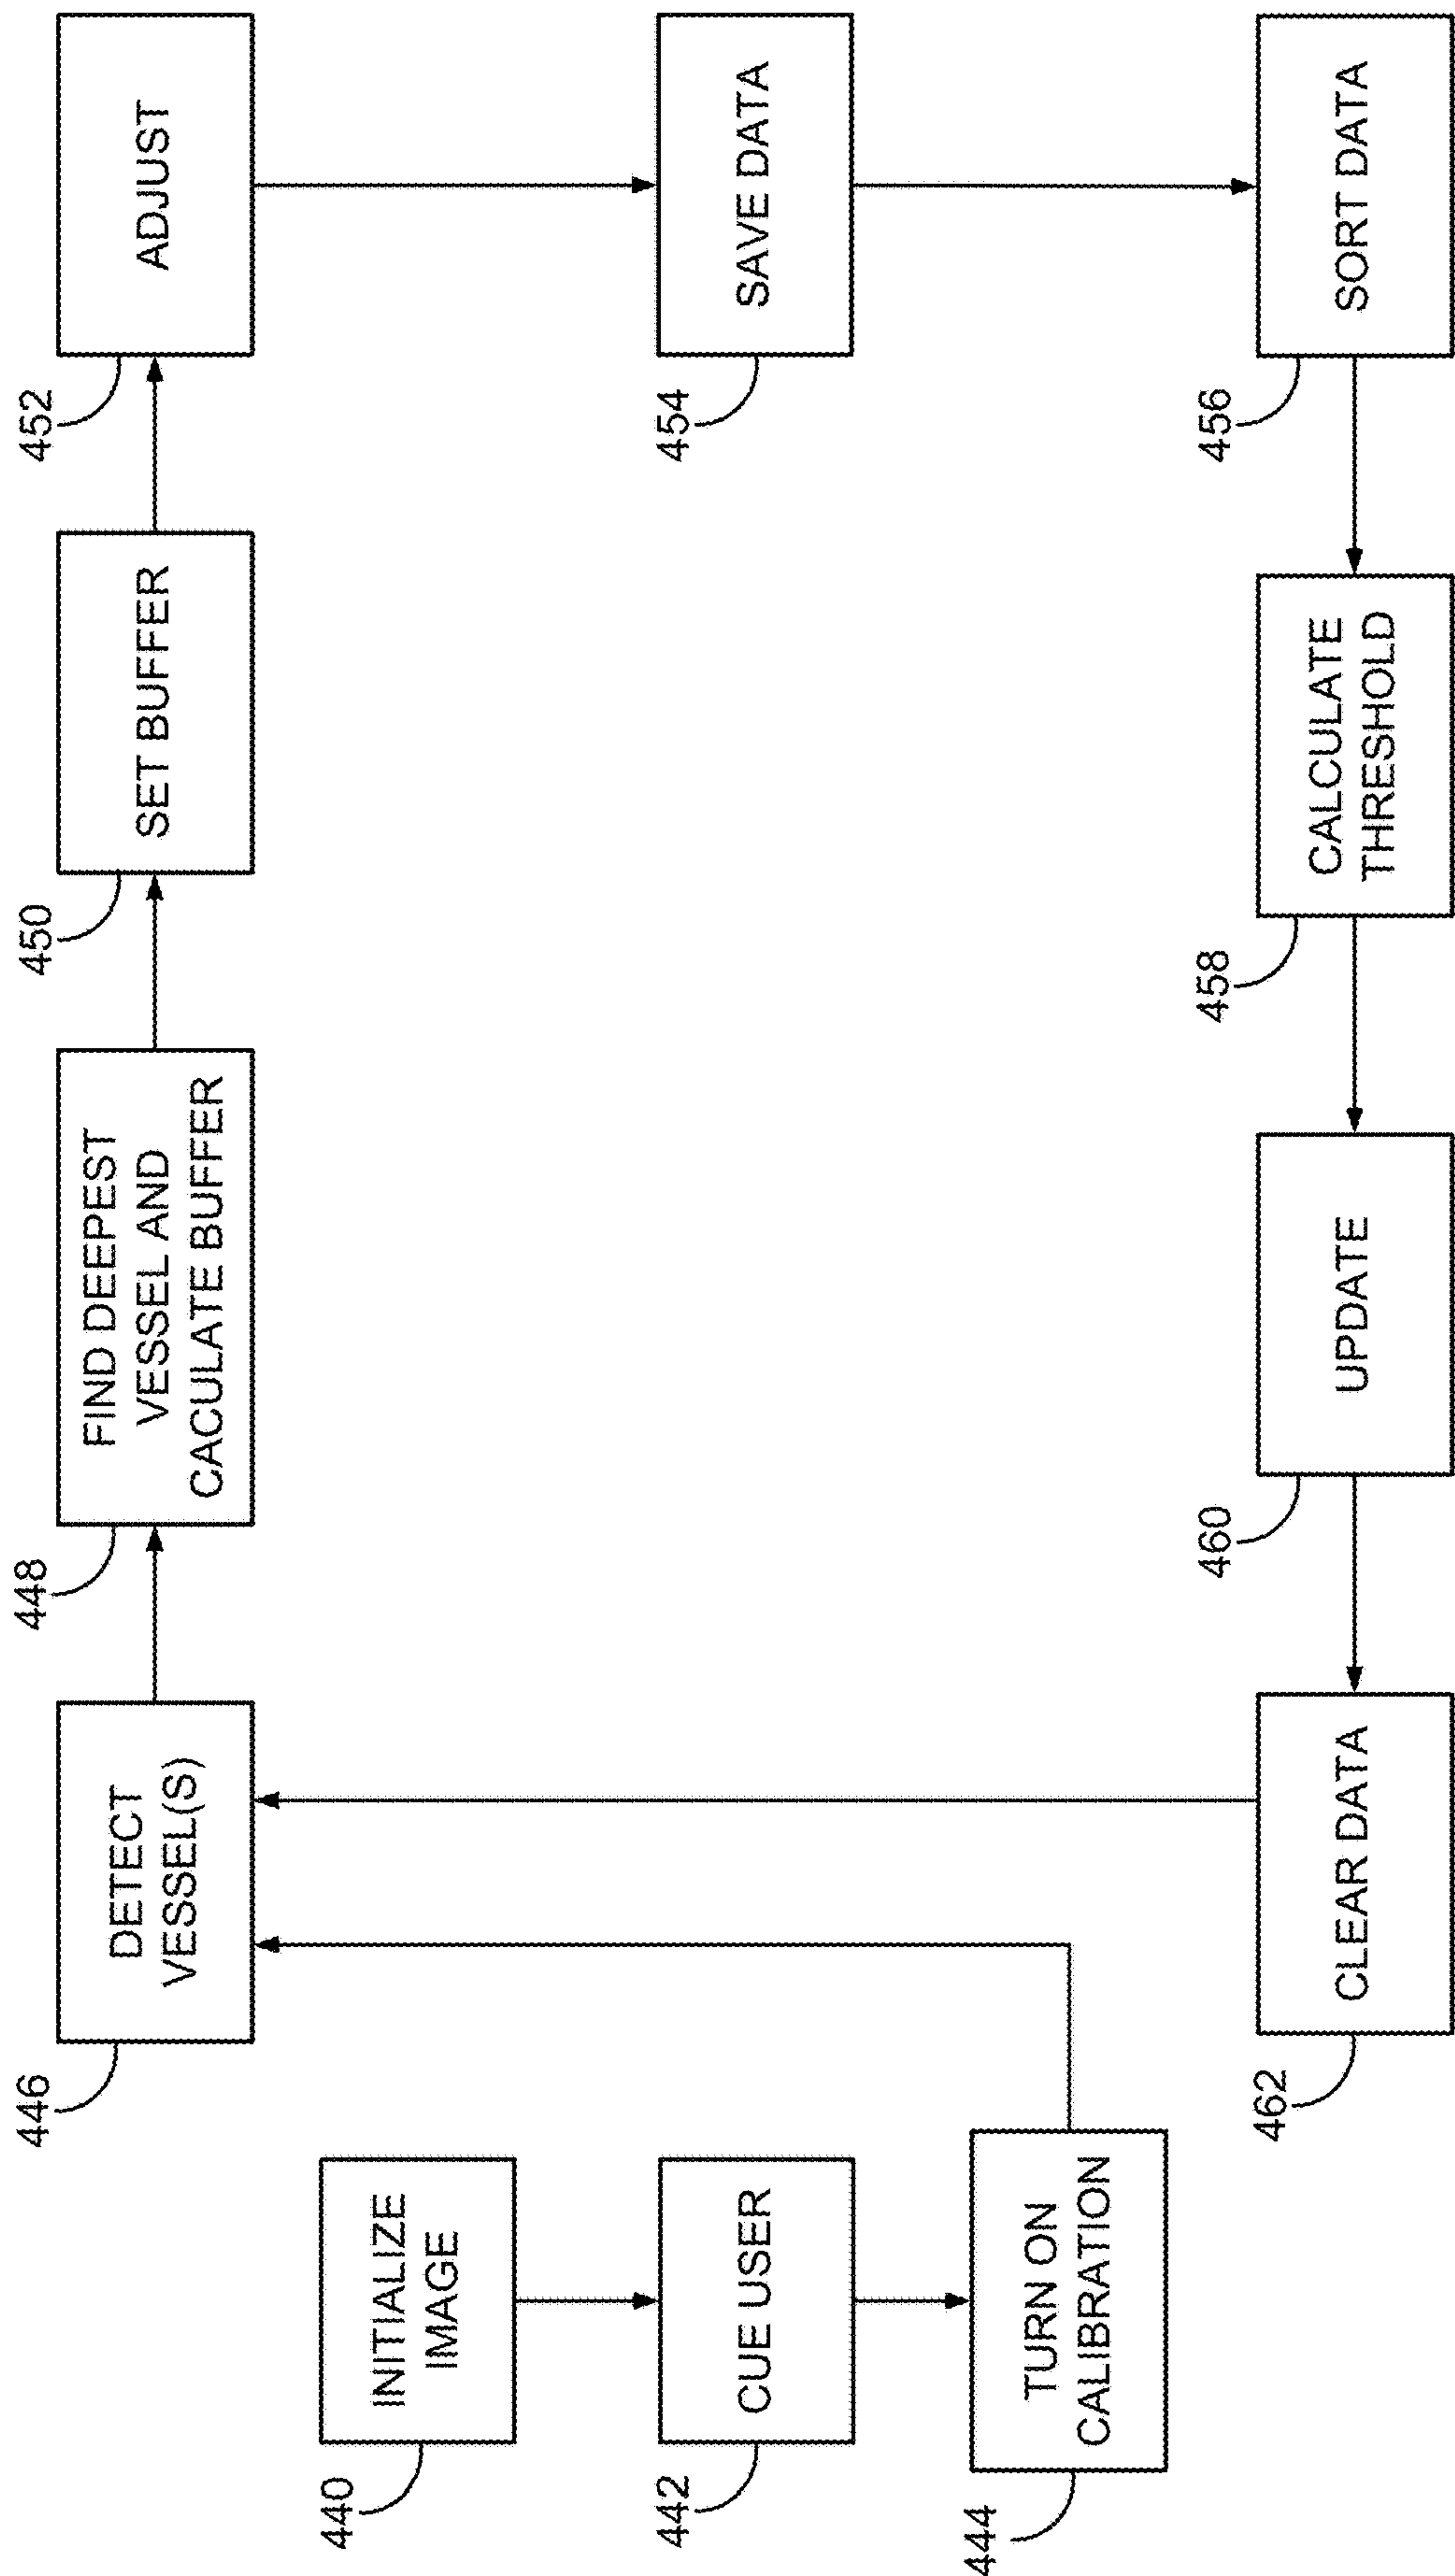 440
INITIALIZE
IMAGE
442
CUE USER
444
TURN ON
CALIBRATION
446
DETECT
VESSEL(S)
448
FIND DEEPEST
VESSEL AND
CACULATE BUFFER
450
SET BUFFER
452
ADJUST
454
SAVE DATA
456
SORT DATA
458
CALCULATE
THRESHOLD
460
UPDATE
462
CLEAR DATA